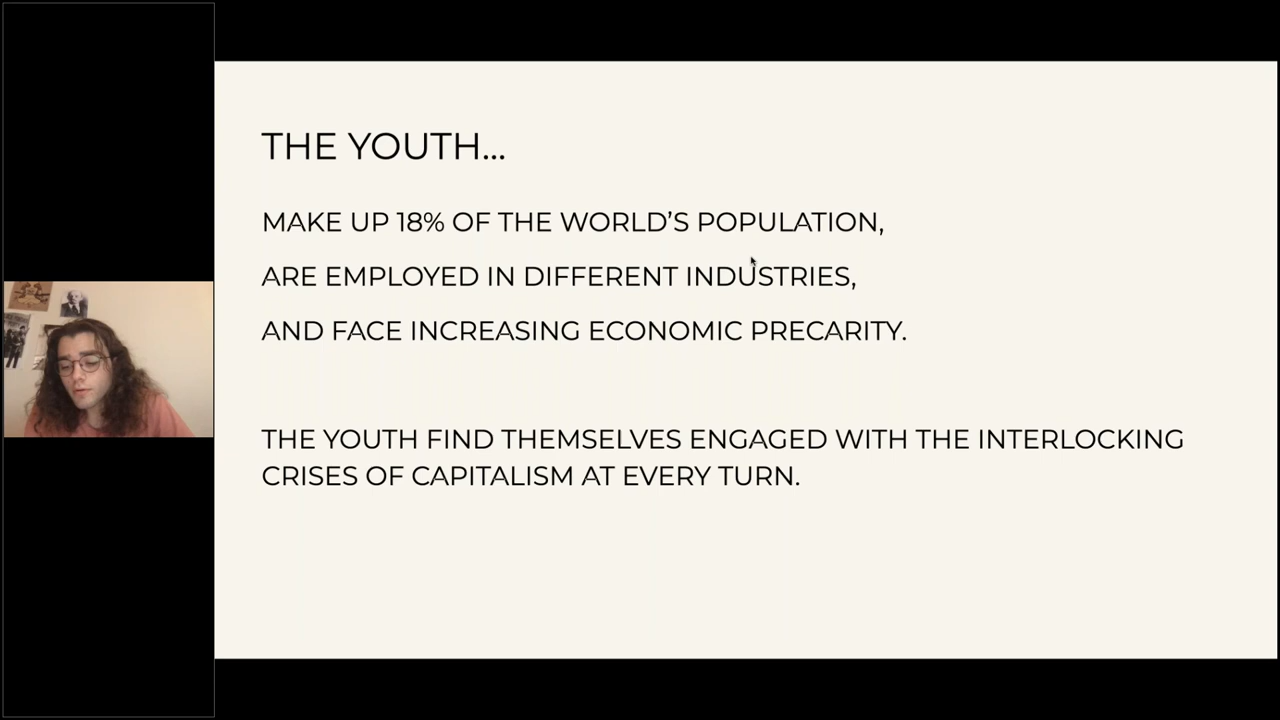 THE YOUTH...
MAKE UP 18% OF THE WORLD'S POPULATION,
ARE EMPLOYED IN DIFFERENT INDUSTRIES,
AND FACE INCREASING ECONOMIC PRECARITY.
THE YOUTH FIND THEMSELVES ENGAGED WITH THE INTERLOCKING
CRISES OF CAPITALISM AT EVERY TURN.